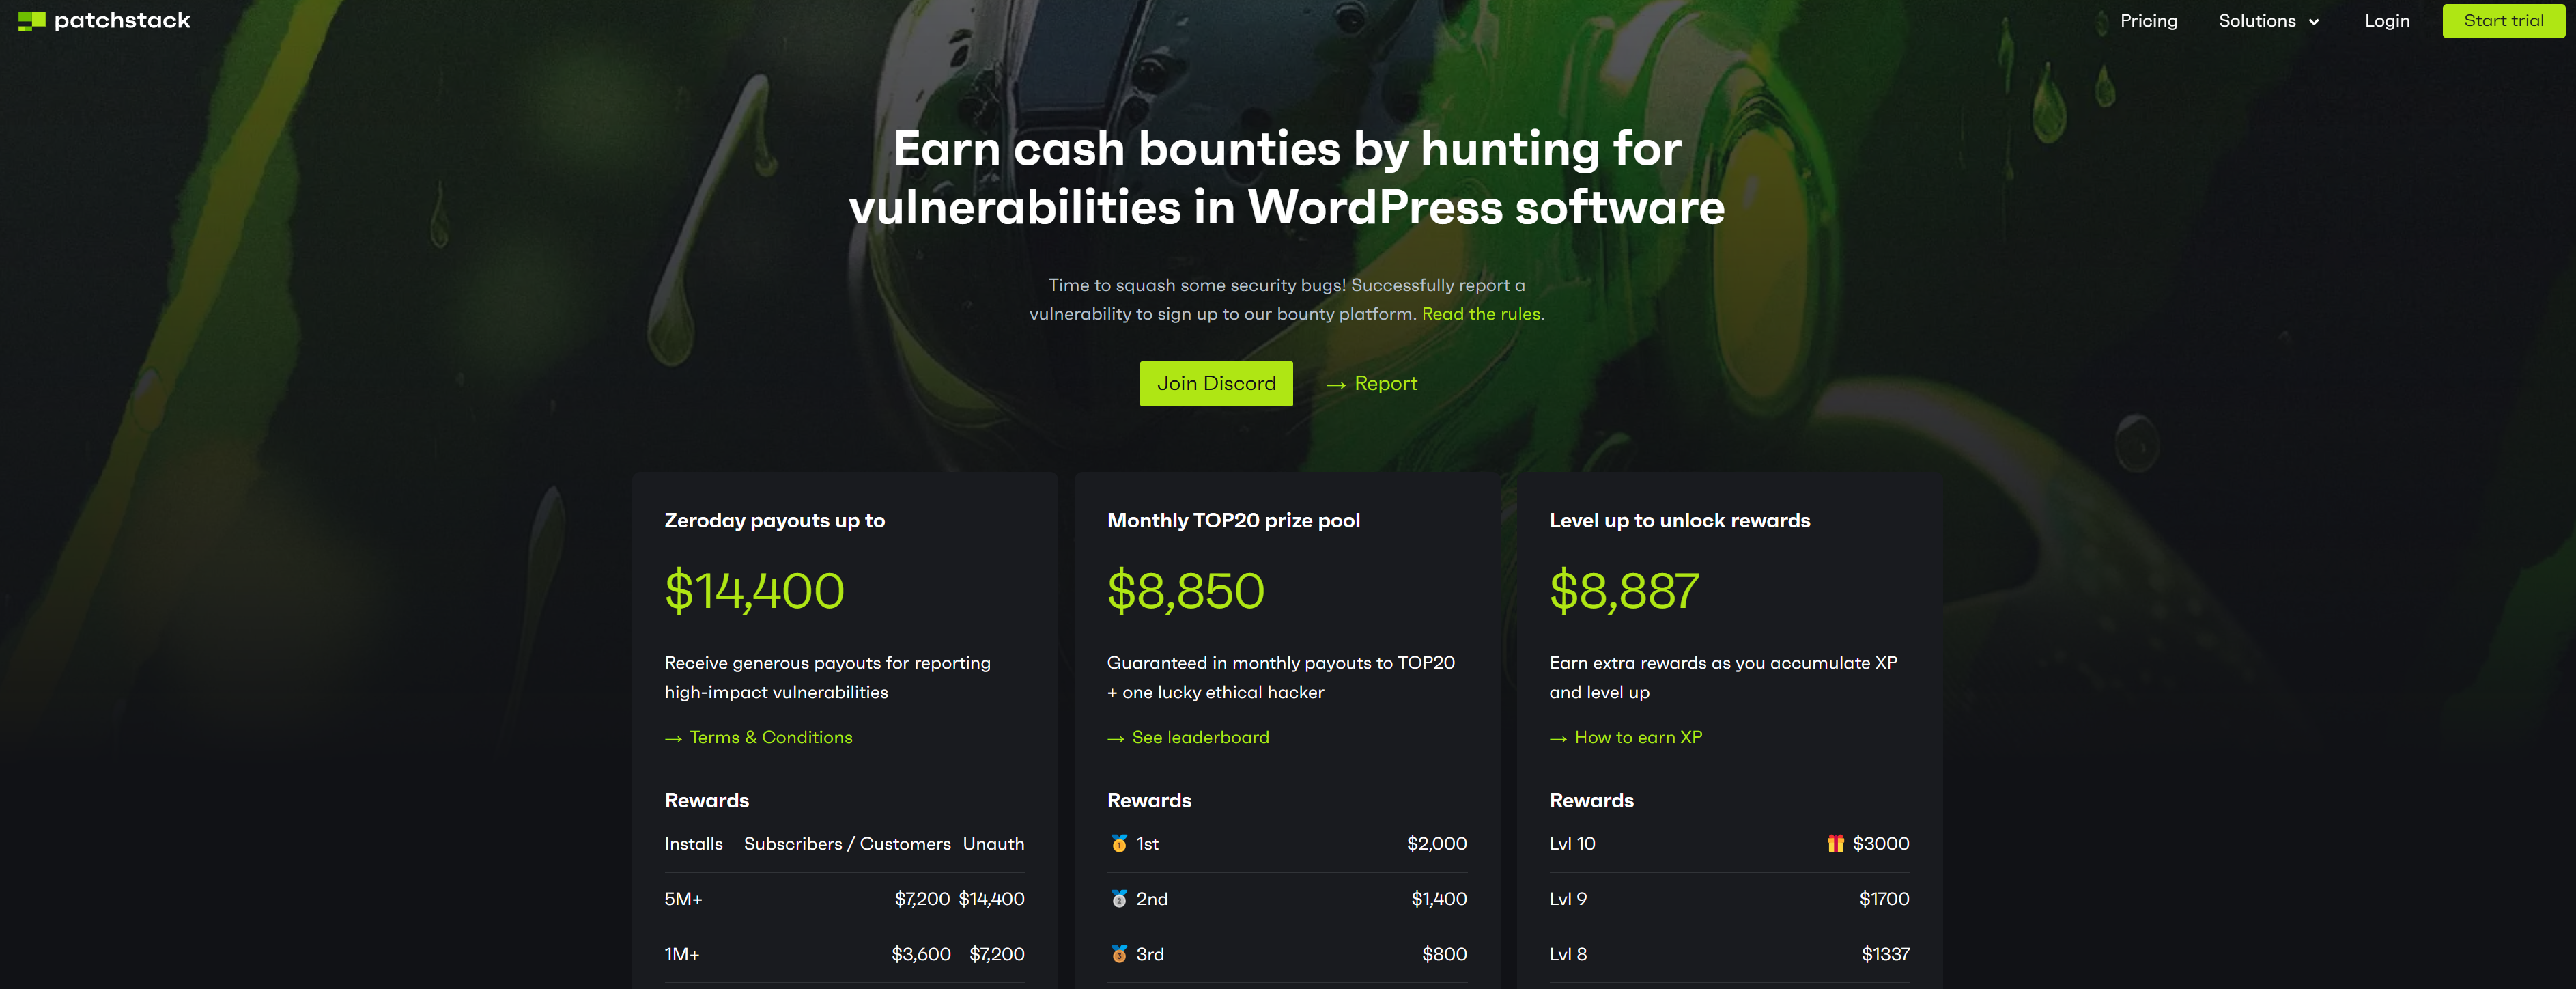 patchstack
Pricing
Solutions
Login
Start trial
Earn cash bounties by hunting for
vulnerabilities in WordPress software
Time to squash some security bugs! Successfully report a
vulnerability to sign up to our bounty platform. Read the rules.
Join Discord
→ Report
Zeroday payouts up to
$14,400
Receive generous payouts for reporting
high-impact vulnerabilities
→ Terms & Conditions
Rewards
Installs Subscribers / Customers Unauth
5M+ $7,200 $14,400
1M+ $3,600 $7,200
Monthly TOP20 prize pool
$8,850
Guaranteed in monthly payouts to TOP20
+ one lucky ethical hacker
→ See leaderboard
Rewards
🥇 1st $2,000
🥈 2nd $1,400
🥉 3rd $800
Level up to unlock rewards
$8,887
Earn extra rewards as you accumulate XP
and level up
→ How to earn XP
Rewards
Lvl 10 🎁 $3000
Lvl 9 $1700
Lvl 8 $1337